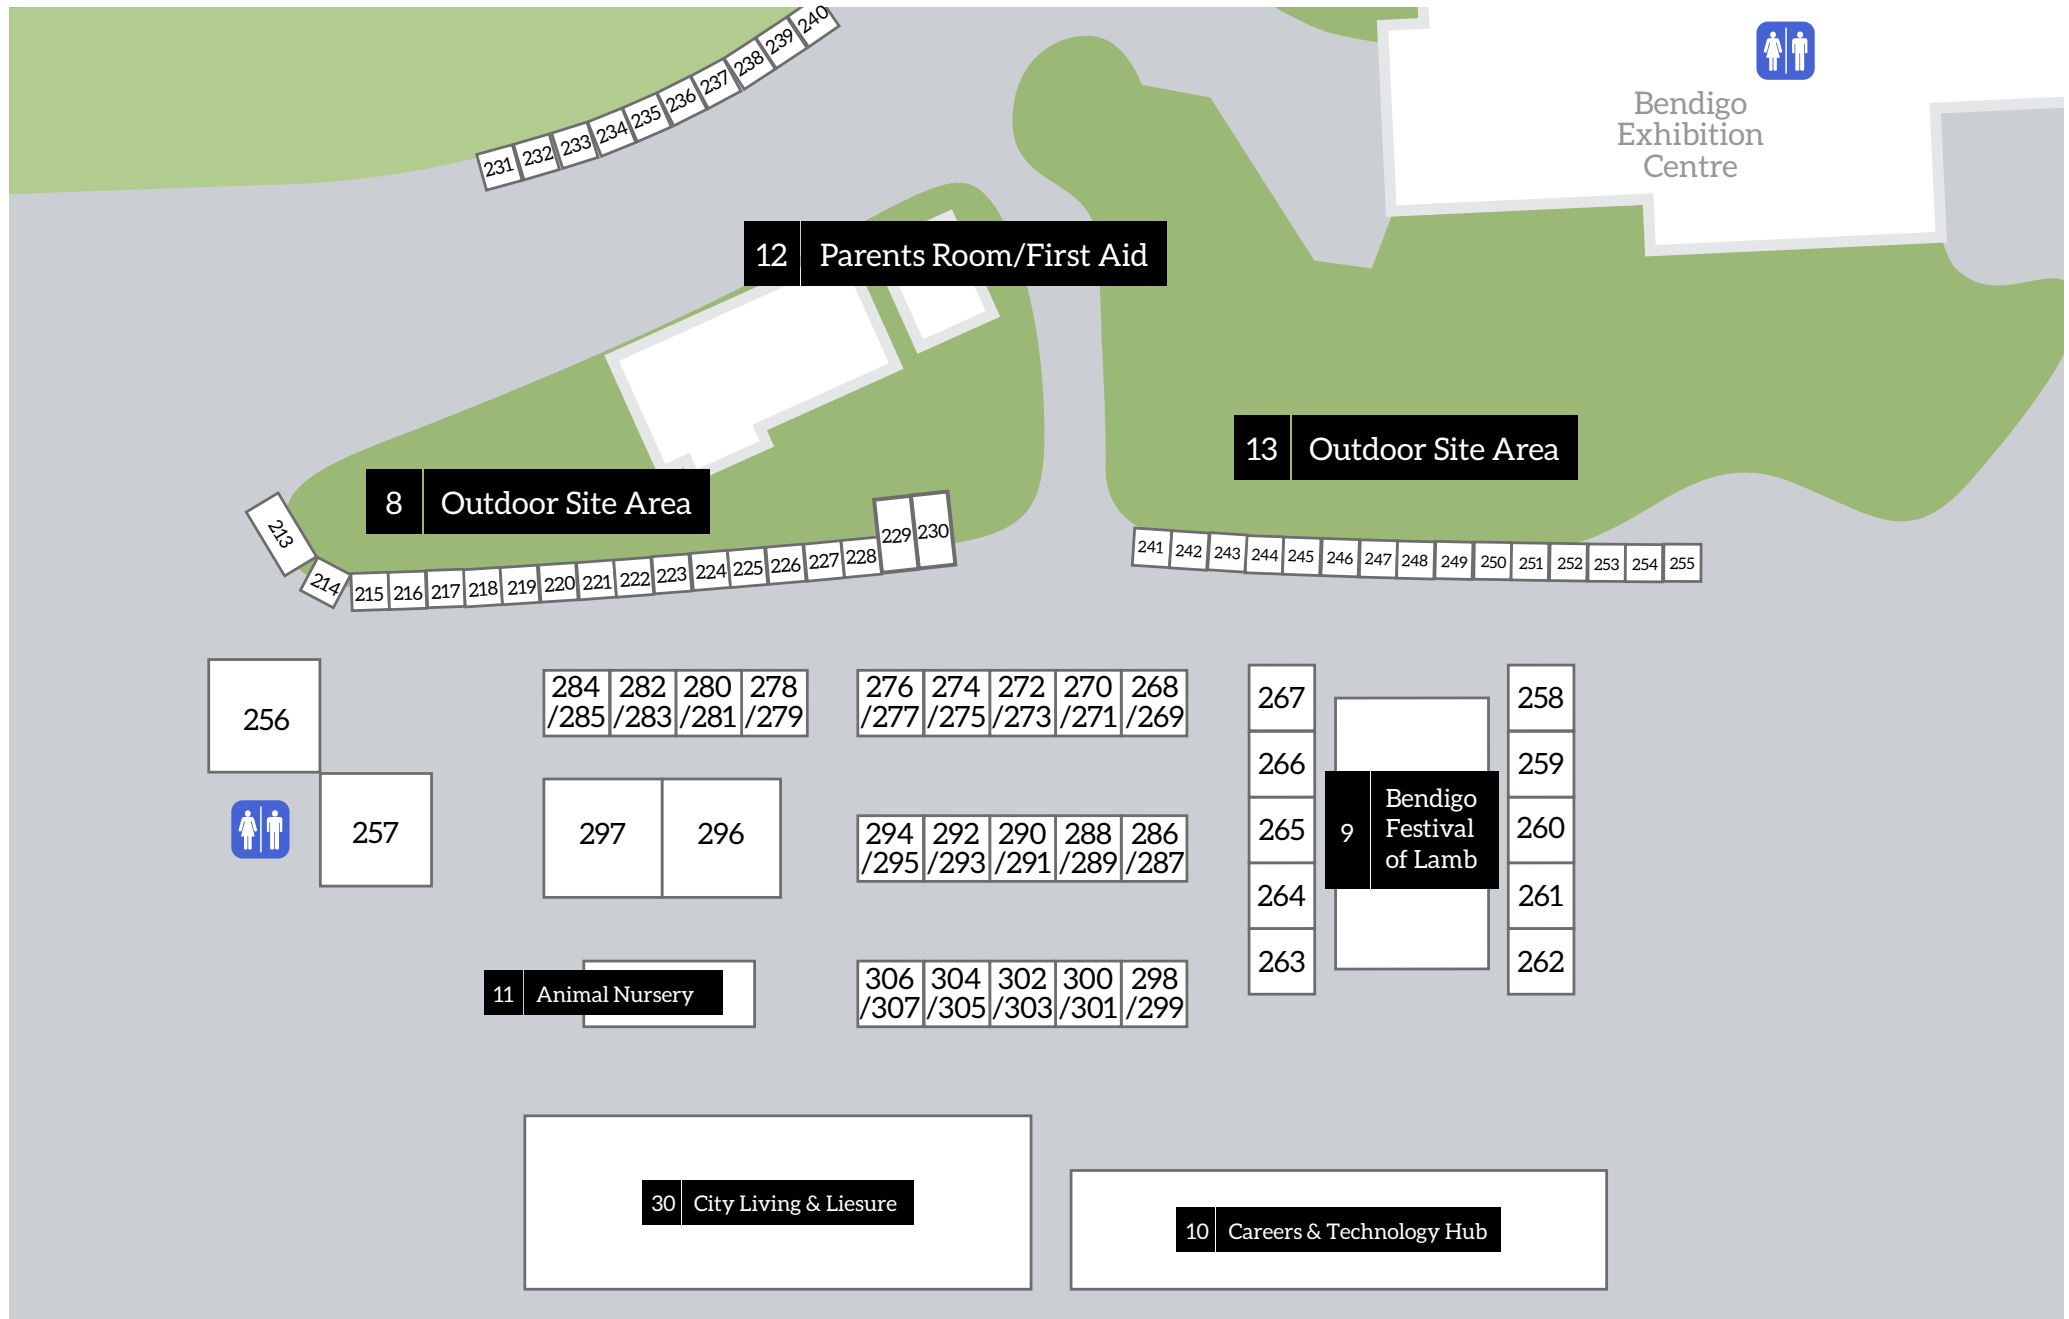 240
239
238
237
236
235
234
233
232
231
Bendigo
Exhibition
Centre
12 Parents Room/First Aid
13 Outdoor Site Area
8 Outdoor Site Area
213
214
215 216 217 218 219 220 221 222 223 224 225 226 227 228 229 230
241 242 243 244 245 246 247 248 249 250 251 252 253 254 255
256
257
284 282 280 278
/285 /283 /281 /279
276 274 272 270 268
/277 /275 /273 /271 /269
297 296
294 292 290 288 286
/295 /293 /291 /289 /287
267
266
265
264
263
9
Bendigo
Festival
of Lamb
258
259
260
261
262
11 Animal Nursery
306 304 302 300 298
/307 /305 /303 /301 /299
30 City Living & Liesure
10 Careers & Technology Hub